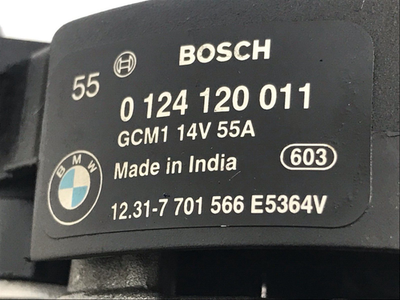 BOSCH
55
0 124 120 011
GCM1 14V 55A
Made in India 603
BMW
12.31-7 701 566 E5364V